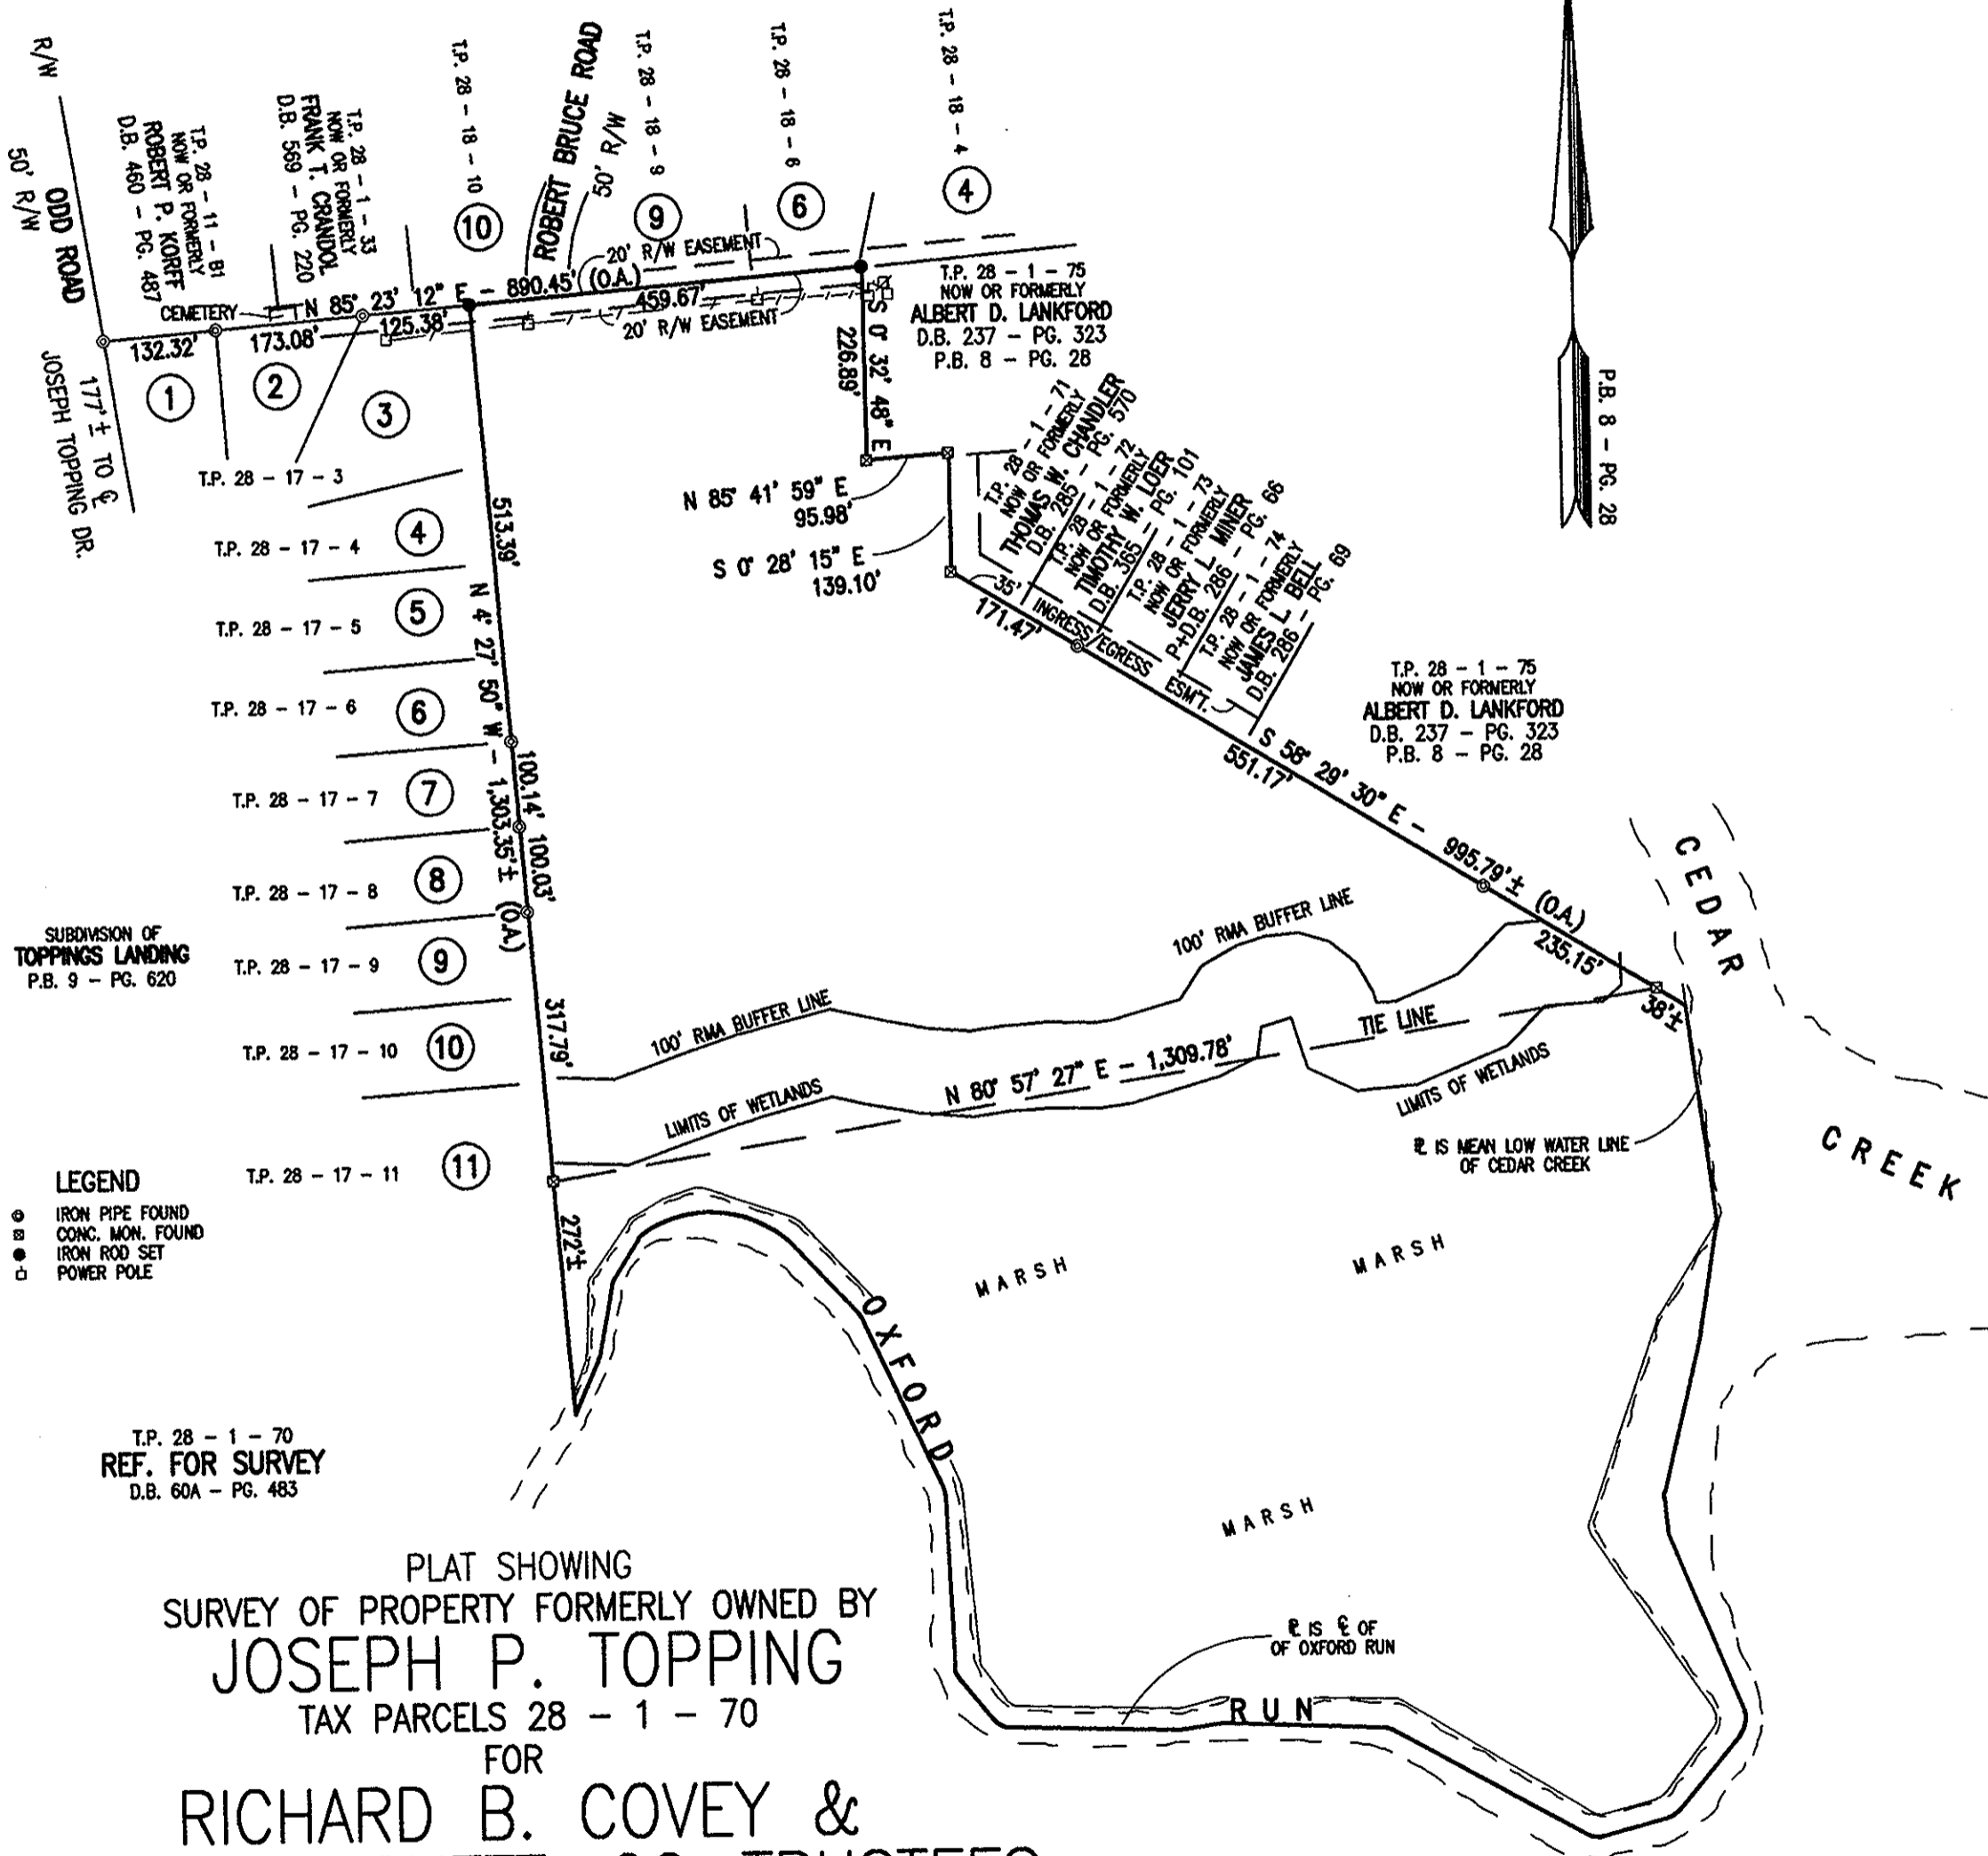 R/W
50' R/W
ODD ROAD
T.P. 28 - 11 - B1
NOW OR FORMERLY
ROBERT P. KORFF
D.B. 460 - PG. 487
T.P. 28 - 1 - 33
NOW OR FORMERLY
FRANK T. CRANDOL
D.B. 569 - PG. 220
T.P. 28 - 18 - 10
10
ROBERT BRUCE ROAD
50' R/W
T.P. 28 - 18 - 9
9
T.P. 28 - 18 - 6
6
T.P. 28 - 18 - 4
4
P.B. 8 - PG. 28
CEMETERY
N 85° 23' 12" E - 890.45' (O.A.)
20' R/W EASEMENT
132.32'
173.08'
125.38'
459.67'
20' R/W EASEMENT
177'± TO ℄
JOSEPH TOPPING DR.
1
2
3
T.P. 28 - 1 - 75
NOW OR FORMERLY
ALBERT D. LANKFORD
D.B. 237 - PG. 323
P.B. 8 - PG. 28
S 0° 32' 48" E
226.89'
N 85° 41' 59" E
95.98'
S 0° 28' 15" E
139.10'
T.P. 28 - 1 - 71
NOW OR FORMERLY
THOMAS W. CHANDLER
D.B. 285 - PG. 570
T.P. 28 - 1 - 72
NOW OR FORMERLY
TIMOTHY W. LOER
D.B. 365 - PG. 101
T.P. 28 - 1 - 73
NOW OR FORMERLY
JERRY L. MINER
P+D.B. 286 - PG. 66
T.P. 28 - 1 - 74
NOW OR FORMERLY
JAMES L. BELL
D.B. 286 - PG. 69
35'
INGRESS/EGRESS ESM'T.
171.47'
S 58° 29' 30" E - 995.79'± (O.A.)
551.17'
235.15'
38'±
T.P. 28 - 1 - 75
NOW OR FORMERLY
ALBERT D. LANKFORD
D.B. 237 - PG. 323
P.B. 8 - PG. 28
T.P. 28 - 17 - 3
T.P. 28 - 17 - 4
4
T.P. 28 - 17 - 5
5
T.P. 28 - 17 - 6
6
T.P. 28 - 17 - 7
7
T.P. 28 - 17 - 8
8
T.P. 28 - 17 - 9
9
T.P. 28 - 17 - 10
10
T.P. 28 - 17 - 11
11
513.39'
N 4° 27' 50" W - 1,303.35'± (O.A.)
100.14'
100.03'
317.79'
272'±
SUBDIVISION OF
TOPPINGS LANDING
P.B. 9 - PG. 620
100' RMA BUFFER LINE
100' RMA BUFFER LINE
LIMITS OF WETLANDS
N 80° 57' 27" E - 1,309.78'
TIE LINE
LIMITS OF WETLANDS
CEDAR
CREEK
℄ IS MEAN LOW WATER LINE
OF CEDAR CREEK
LEGEND
IRON PIPE FOUND
CONC. MON. FOUND
IRON ROD SET
POWER POLE
MARSH
MARSH
MARSH
OXFORD
RUN
T.P. 28 - 1 - 70
REF. FOR SURVEY
D.B. 60A - PG. 483
℄ IS ℄ OF
OF OXFORD RUN
PLAT SHOWING
SURVEY OF PROPERTY FORMERLY OWNED BY
JOSEPH P. TOPPING
TAX PARCELS 28 - 1 - 70
FOR
RICHARD B. COVEY &